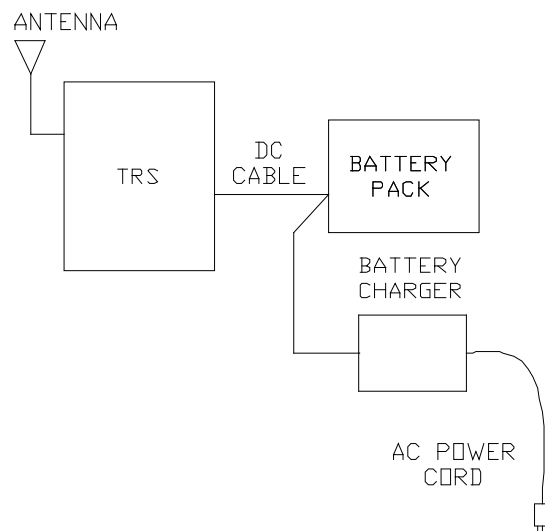 ANTENNA
TRS
DC
CABLE
BATTERY
PACK
BATTERY
CHARGER
AC POWER
CORD